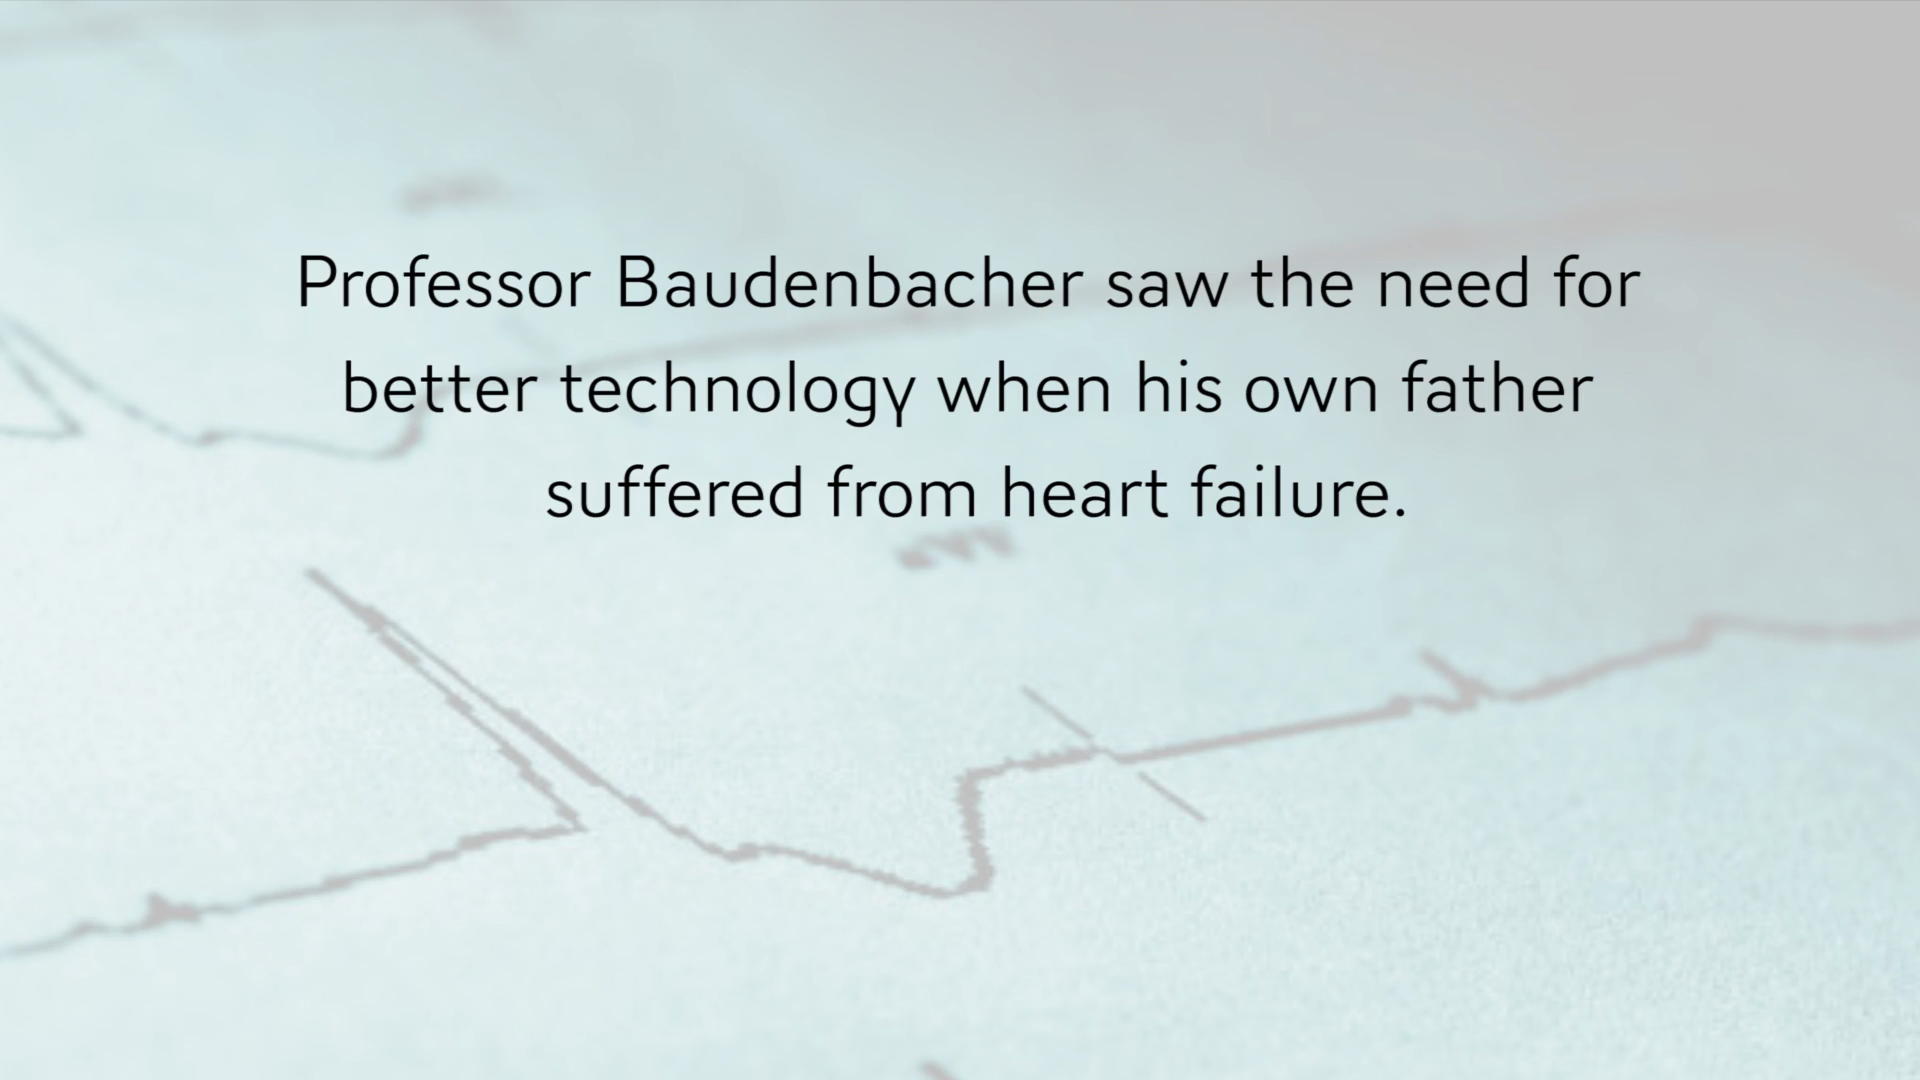 Professor Baudenbacher saw the need for
better technology when his own father
suffered from heart failure.